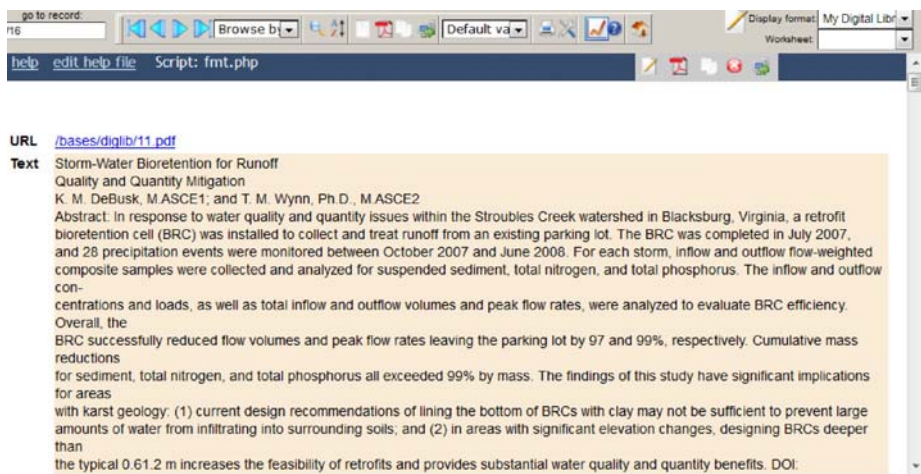 go to record:
/16
Browse by
Default va
Display format: My Digital Libr
Worksheet:
help edit help file Script: fmt.php
URL /bases/diglib/11.pdf
Text Storm-Water Bioretention for Runoff
Quality and Quantity Mitigation
K. M. DeBusk, M.ASCE1; and T. M. Wynn, Ph.D., M.ASCE2
Abstract: In response to water quality and quantity issues within the Stroubles Creek watershed in Blacksburg, Virginia, a retrofit
bioretention cell (BRC) was installed to collect and treat runoff from an existing parking lot. The BRC was completed in July 2007,
and 28 precipitation events were monitored between October 2007 and June 2008. For each storm, inflow and outflow flow-weighted
composite samples were collected and analyzed for suspended sediment, total nitrogen, and total phosphorus. The inflow and outflow
con-
centrations and loads, as well as total inflow and outflow volumes and peak flow rates, were analyzed to evaluate BRC efficiency.
Overall, the
BRC successfully reduced flow volumes and peak flow rates leaving the parking lot by 97 and 99%, respectively. Cumulative mass
reductions
for sediment, total nitrogen, and total phosphorus all exceeded 99% by mass. The findings of this study have significant implications
for areas
with karst geology: (1) current design recommendations of lining the bottom of BRCs with clay may not be sufficient to prevent large
amounts of water from infiltrating into surrounding soils; and (2) in areas with significant elevation changes, designing BRCs deeper
than
the typical 0.61.2 m increases the feasibility of retrofits and provides substantial water quality and quantity benefits. DOI: